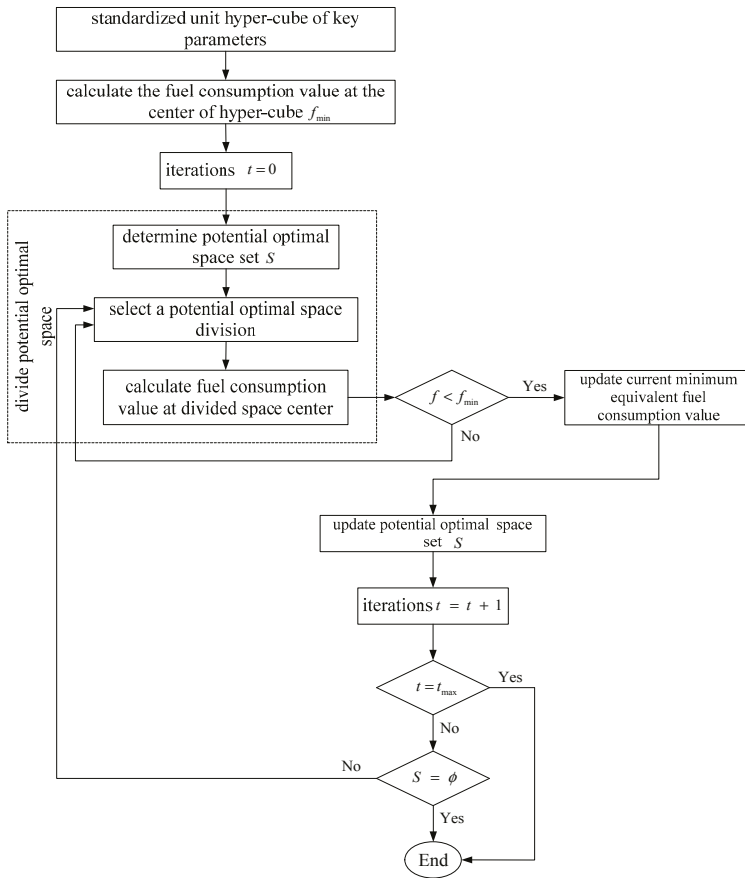 standardized unit hyper-cube of key
parameters
calculate the fuel consumption value at the
center of hyper-cube f_min
iterations t = 0
divide potential optimal
space
determine potential optimal
space set S
select a potential optimal space
division
calculate fuel consumption
value at divided space center
f < f_min
Yes
No
update current minimum
equivalent fuel
consumption value
update potential optimal space
set S
iterations t = t + 1
t = t_max
Yes
No
S = ϕ
No
Yes
End